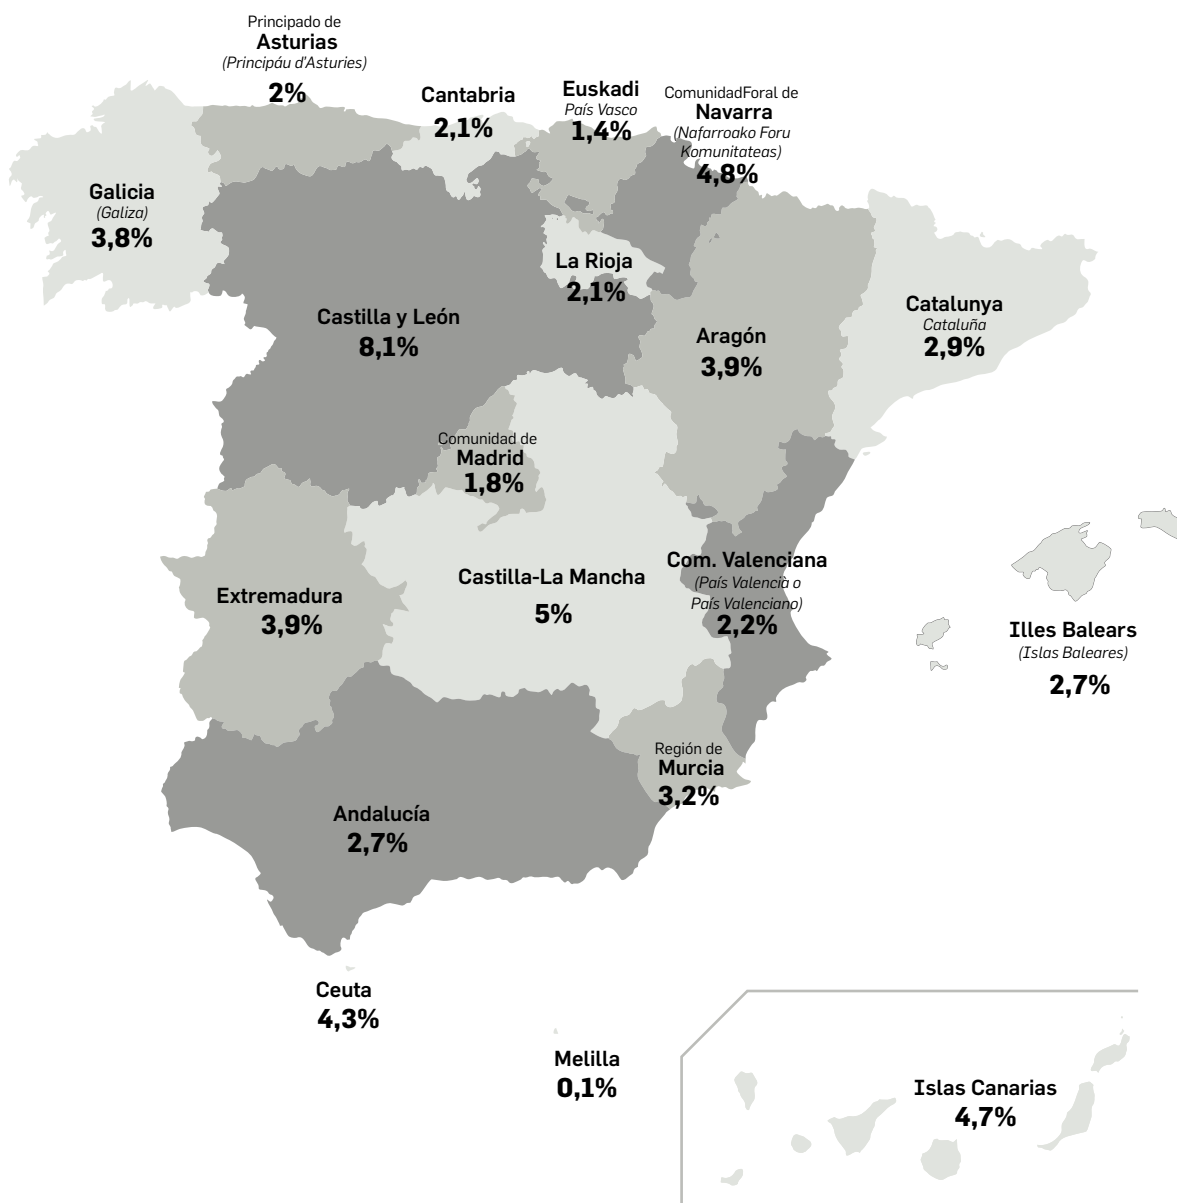 Principado de
Asturias
(Principáu d'Asturies)
2%
Cantabria
2,1%
Euskadi
País Vasco
1,4%
ComunidadForal de
Navarra
(Nafarroako Foru
Komunitateas)
4,8%
Galicia
(Galiza)
3,8%
La Rioja
2,1%
Castilla y León
8,1%
Aragón
3,9%
Catalunya
Cataluña
2,9%
Comunidad de
Madrid
1,8%
Extremadura
3,9%
Castilla-La Mancha
5%
Com. Valenciana
(País Valencià o
País Valenciano)
2,2%
Illes Balears
(Islas Baleares)
2,7%
Región de
Murcia
3,2%
Andalucía
2,7%
Ceuta
4,3%
Melilla
0,1%
Islas Canarias
4,7%